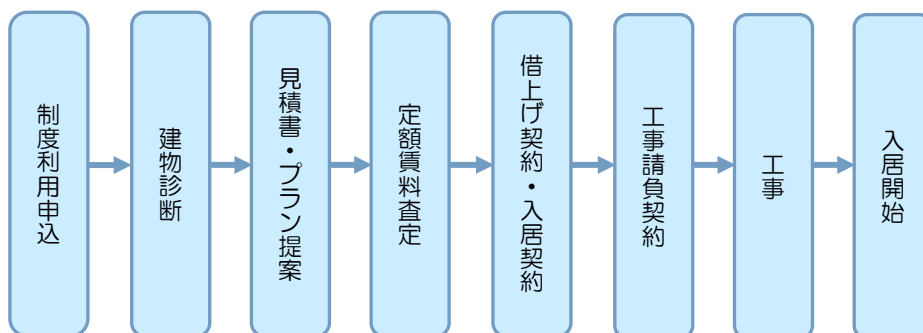 制度利用申込
建物診断
見積書・プラン提案
定額賃料査定
借上げ契約・入居契約
工事請負契約
工事
入居開始